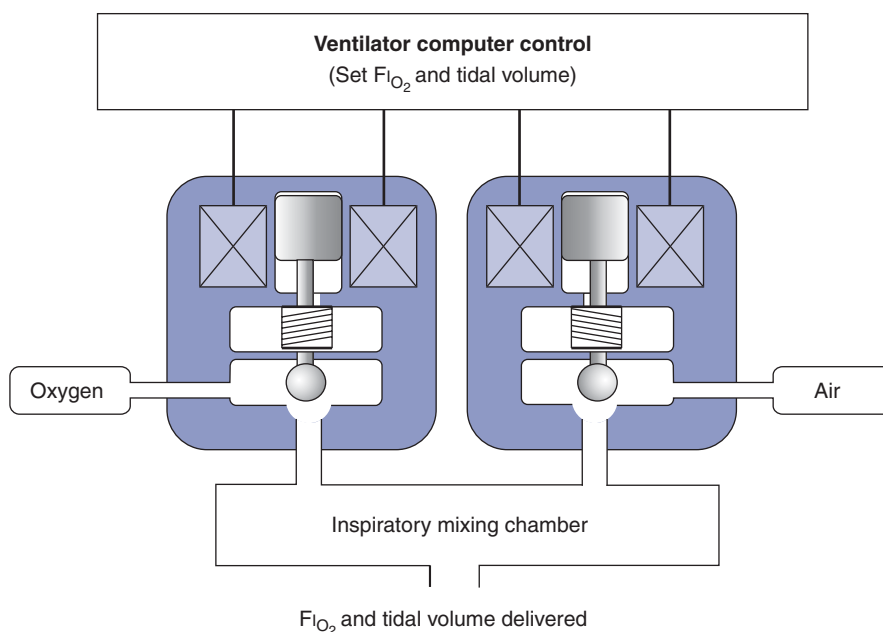 Ventilator computer control
(Set FIO2 and tidal volume)
Oxygen
Air
Inspiratory mixing chamber
FIO2 and tidal volume delivered